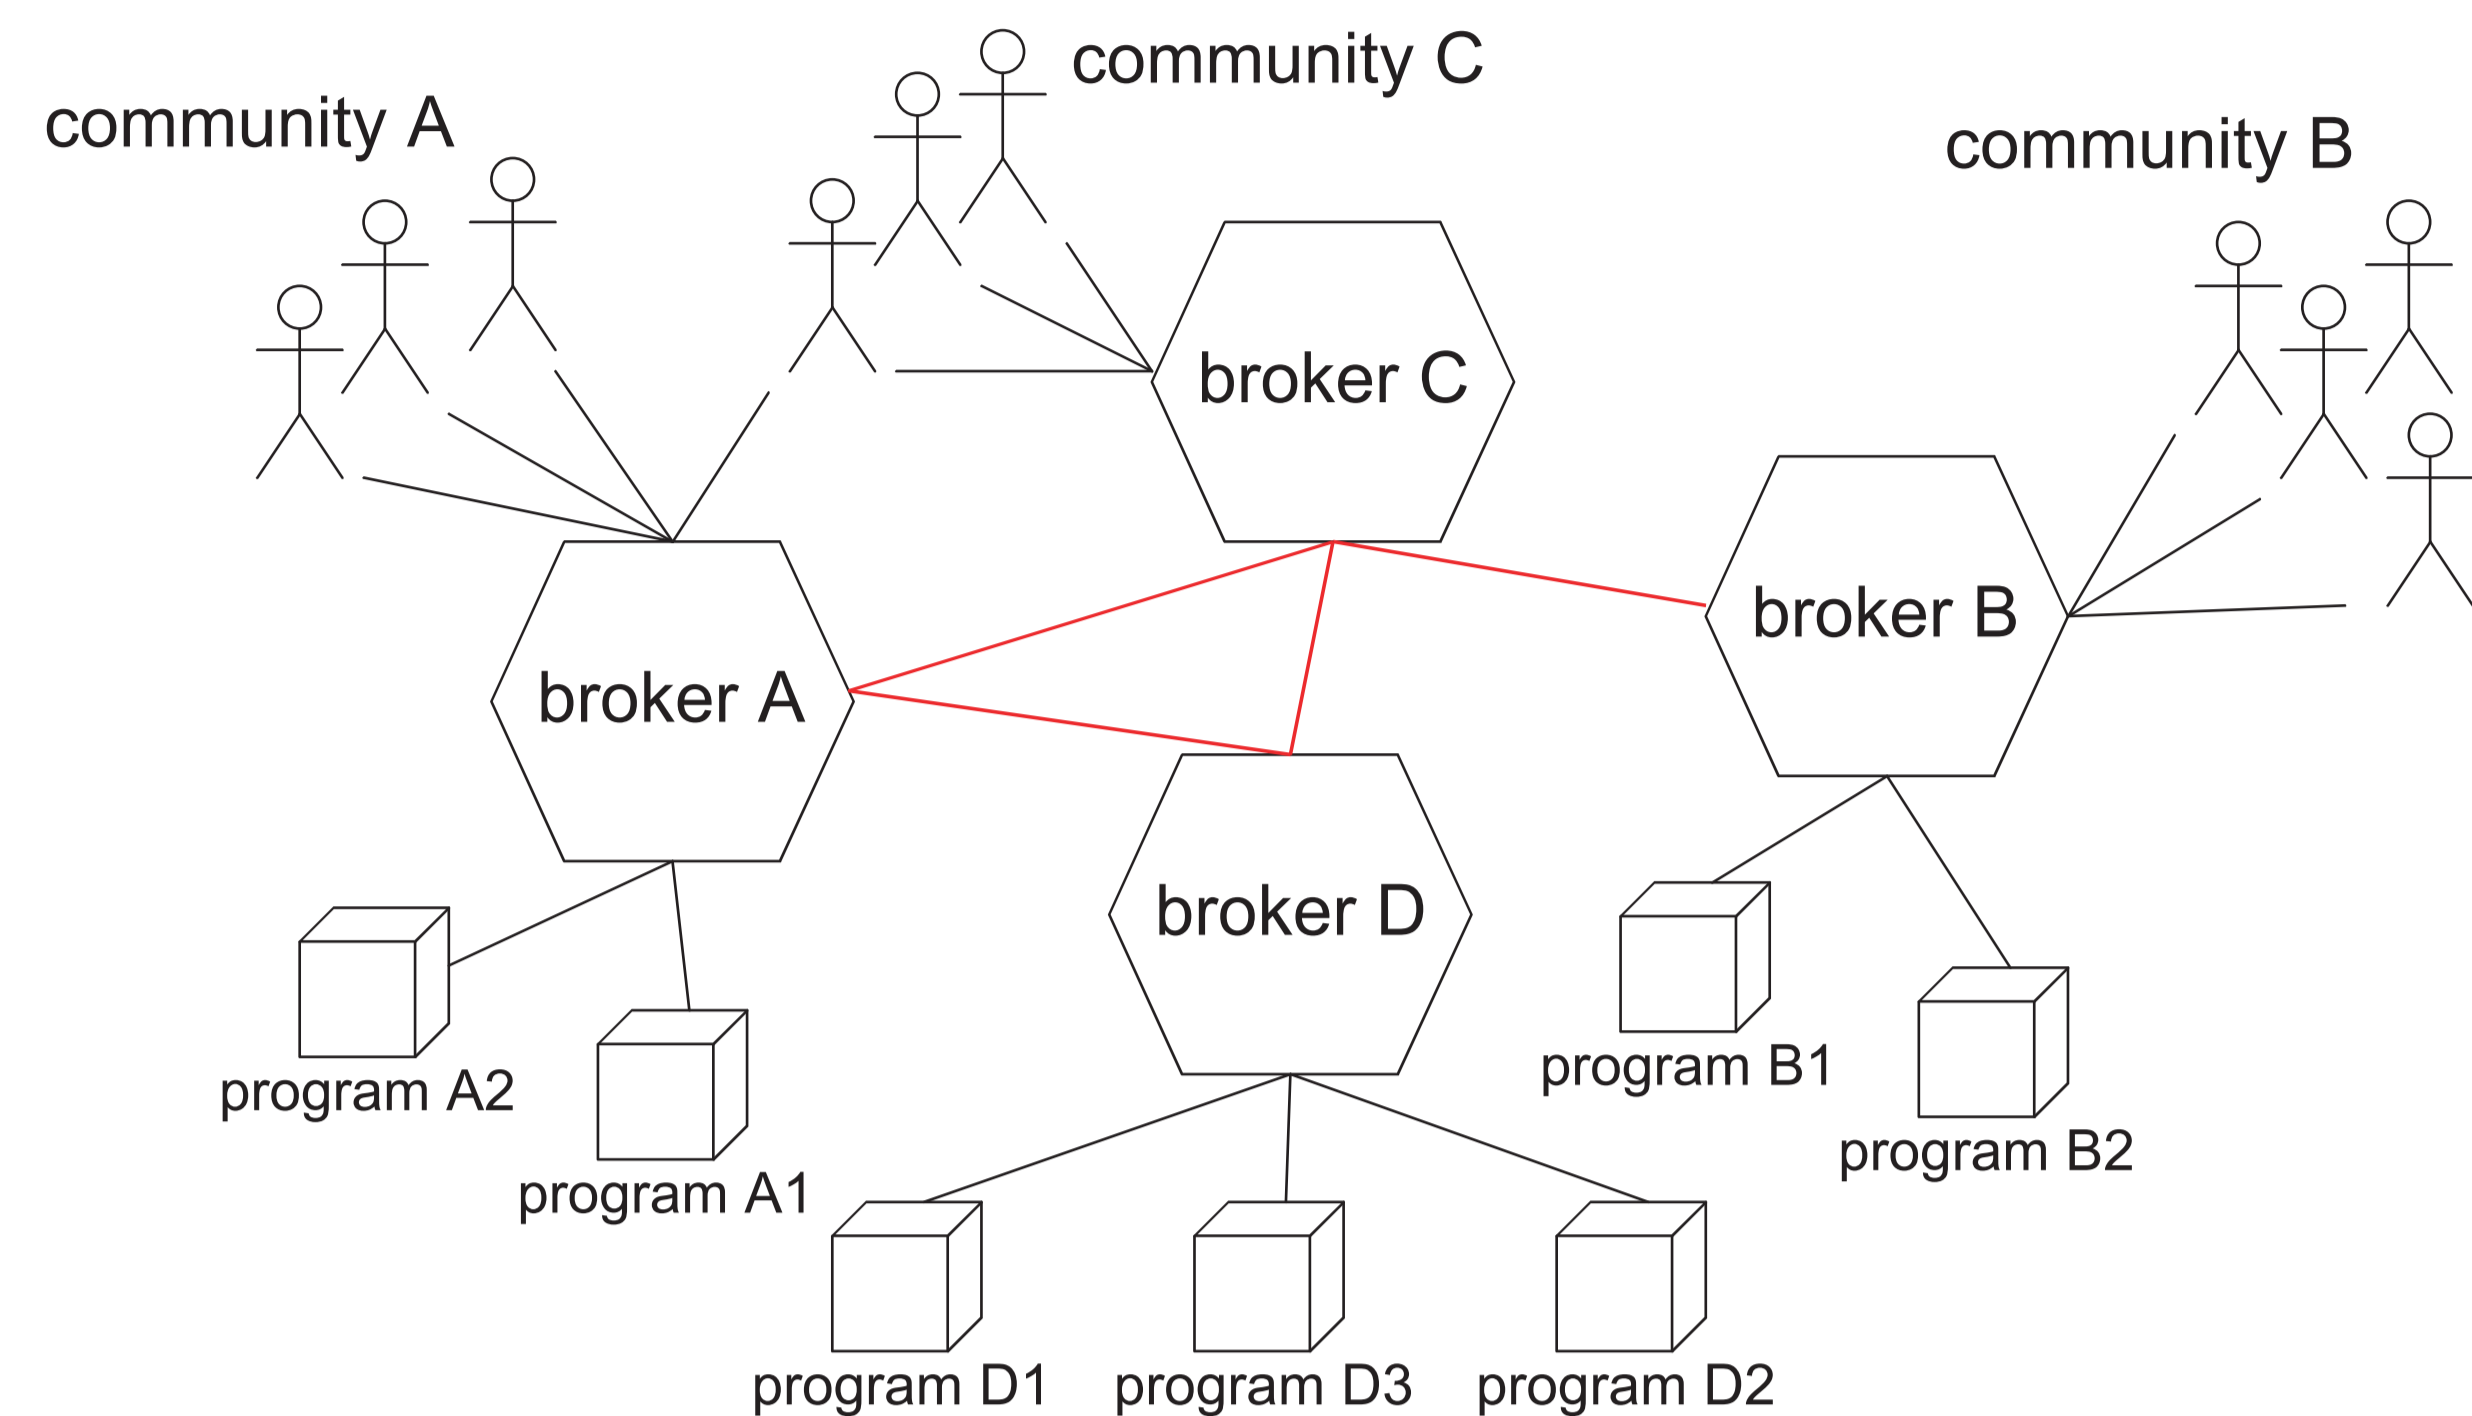 community C
community A
community B
broker C
broker B
broker A
broker D
program B1
program A2
program B2
program A1
program D1
program D3
program D2